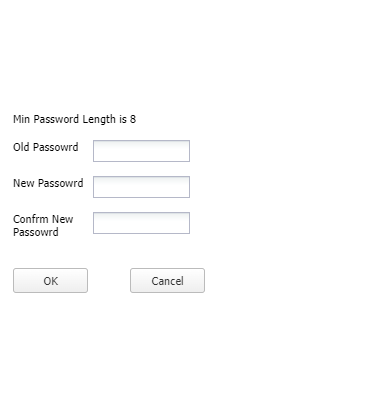 Min Password Length is 8
Old Passowrd
New Passowrd
Confrm New
Passowrd
OK
Cancel